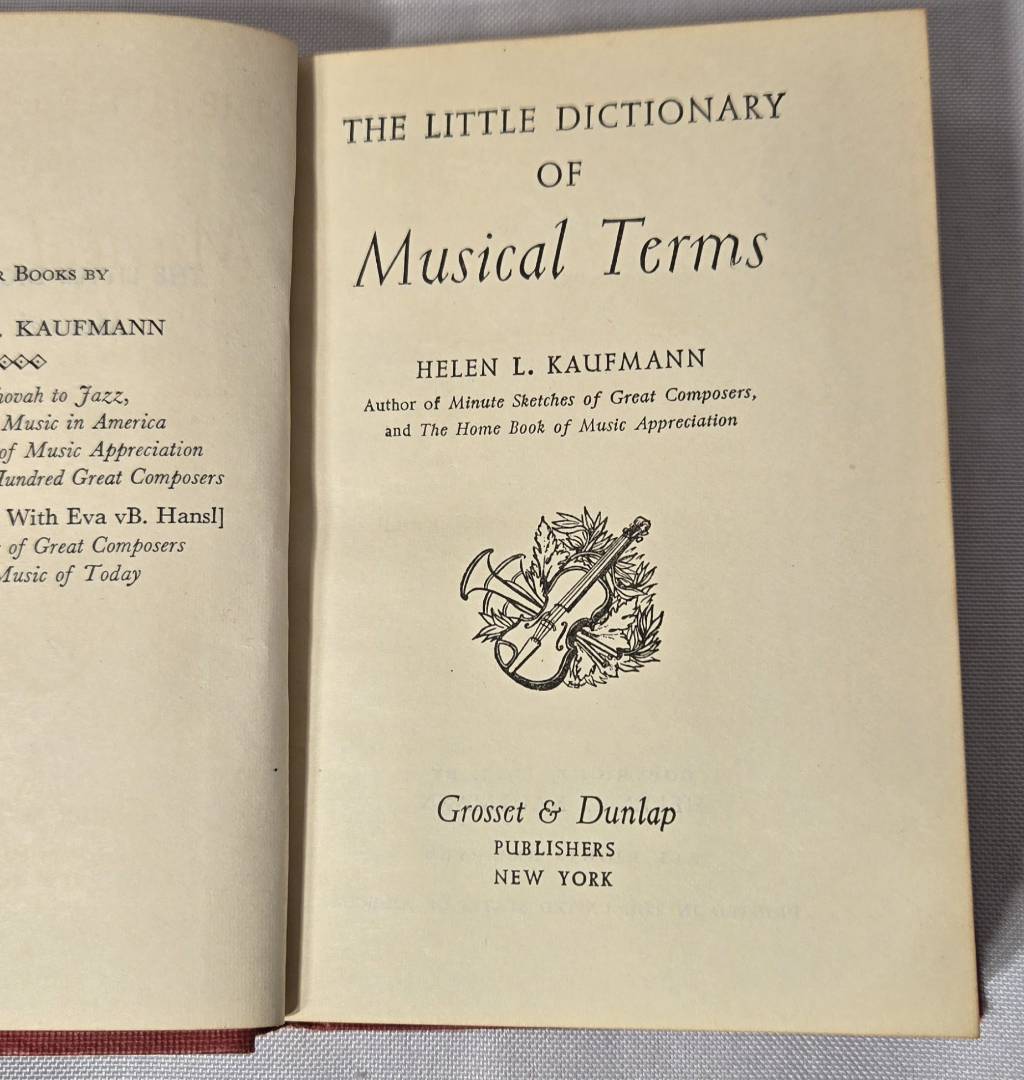 Books by
KAUFMANN
to Jazz,
Music in America
of Music Appreciation
Hundred Great Composers
With Eva vB. Hansl]
of Great Composers
Music of Today
THE LITTLE DICTIONARY
OF
Musical Terms
HELEN L. KAUFMANN
Author of Minute Sketches of Great Composers,
and The Home Book of Music Appreciation
Grosset & Dunlap
PUBLISHERS
NEW YORK